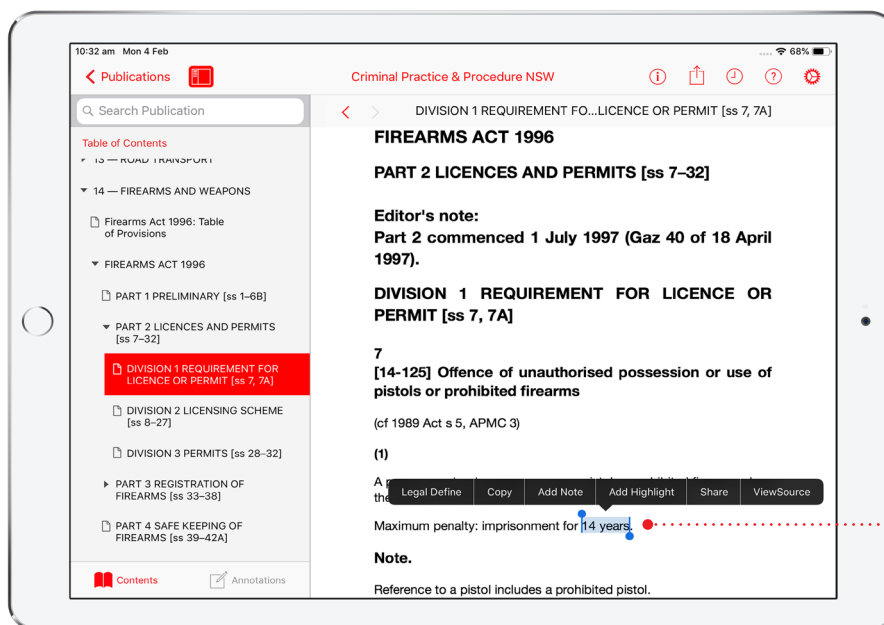 10:32 am Mon 4 Feb
68%
Publications
Criminal Practice & Procedure NSW
Search Publication
DIVISION 1 REQUIREMENT FO...LICENCE OR PERMIT [ss 7, 7A]
Table of Contents
13 — ROAD TRANSPORT
14 — FIREARMS AND WEAPONS
Firearms Act 1996: Table
of Provisions
FIREARMS ACT 1996
PART 1 PRELIMINARY [ss 1–6B]
PART 2 LICENCES AND PERMITS
[ss 7–32]
DIVISION 1 REQUIREMENT FOR
LICENCE OR PERMIT [ss 7, 7A]
DIVISION 2 LICENSING SCHEME
[ss 8–27]
DIVISION 3 PERMITS [ss 28–32]
PART 3 REGISTRATION OF
FIREARMS [ss 33–38]
PART 4 SAFE KEEPING OF
FIREARMS [ss 39–42A]
Contents
Annotations
FIREARMS ACT 1996
PART 2 LICENCES AND PERMITS [ss 7–32]
Editor's note:
Part 2 commenced 1 July 1997 (Gaz 40 of 18 April
1997).
DIVISION 1 REQUIREMENT FOR LICENCE OR
PERMIT [ss 7, 7A]
7
[14-125] Offence of unauthorised possession or use of
pistols or prohibited firearms
(cf 1989 Act s 5, APMC 3)
(1)
A
Legal Define Copy Add Note Add Highlight Share ViewSource
Maximum penalty: imprisonment for 14 years.
Note.
Reference to a pistol includes a prohibited pistol.